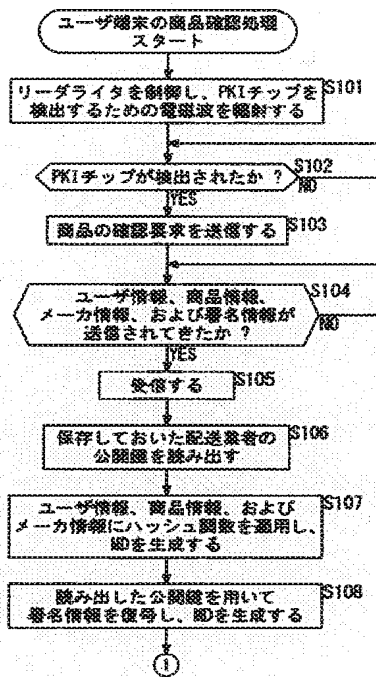 ユーザ端末の商品確認処理
スタート
リーダライタを制御し、PKIチップを
検出するための電磁波を輻射する
S101
PKIチップが検出されたか ?
S102
NO
YES
商品の確認要求を送信する
S103
ユーザ情報、商品情報、
メーカ情報、および署名情報が
送信されてきたか ?
S104
NO
YES
受信する
S105
保存しておいた配送業者の
公開鍵を読み出す
S106
ユーザ情報、商品情報、および
メーカ情報にハッシュ関数を適用し、
MDを生成する
S107
読み出した公開鍵を用いて
署名情報を復号し、MDを生成する
S108
1